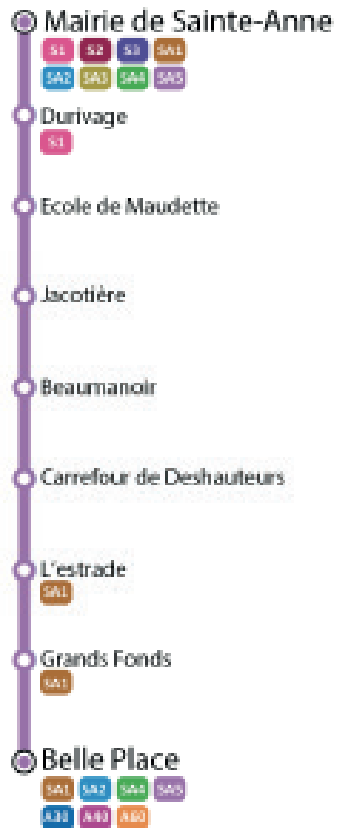 Mairie de Sainte-Anne
S1 S2 S3 SA1
SA2 SA3 SA4 SA5
Durivage
S1
Ecole de Maudette
Jacotière
Beaumanoir
Carrefour de Deshauteurs
L'estrade
SA1
Grands Fonds
SA1
Belle Place
SA1 SA2 SA4 SA5
A30 A40 A60